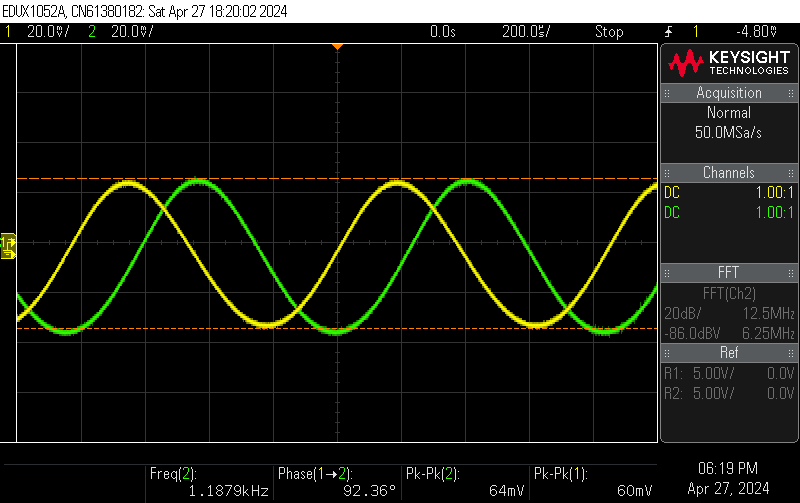 EDUX1052A, CN61380182: Sat Apr 27 18:20:02 2024
1 20.0V/ 2 20.0V/ 0.0s 200.0s/ Stop 1 -4.80V
KEYSIGHT
TECHNOLOGIES
Acquisition
Normal
50.0MSa/s
Channels
DC 1.00:1
DC 1.00:1
FFT
FFT(Ch2)
20dB/ 12.5MHz
-86.0dBV 6.25MHz
Ref
R1: 5.00V/ 0.0V
R2: 5.00V/ 0.0V
Freq(2): Phase(1→2): Pk-Pk(2): Pk-Pk(1):
1.1879kHz 92.36° 64mV 60mV
06:19 PM
Apr 27, 2024